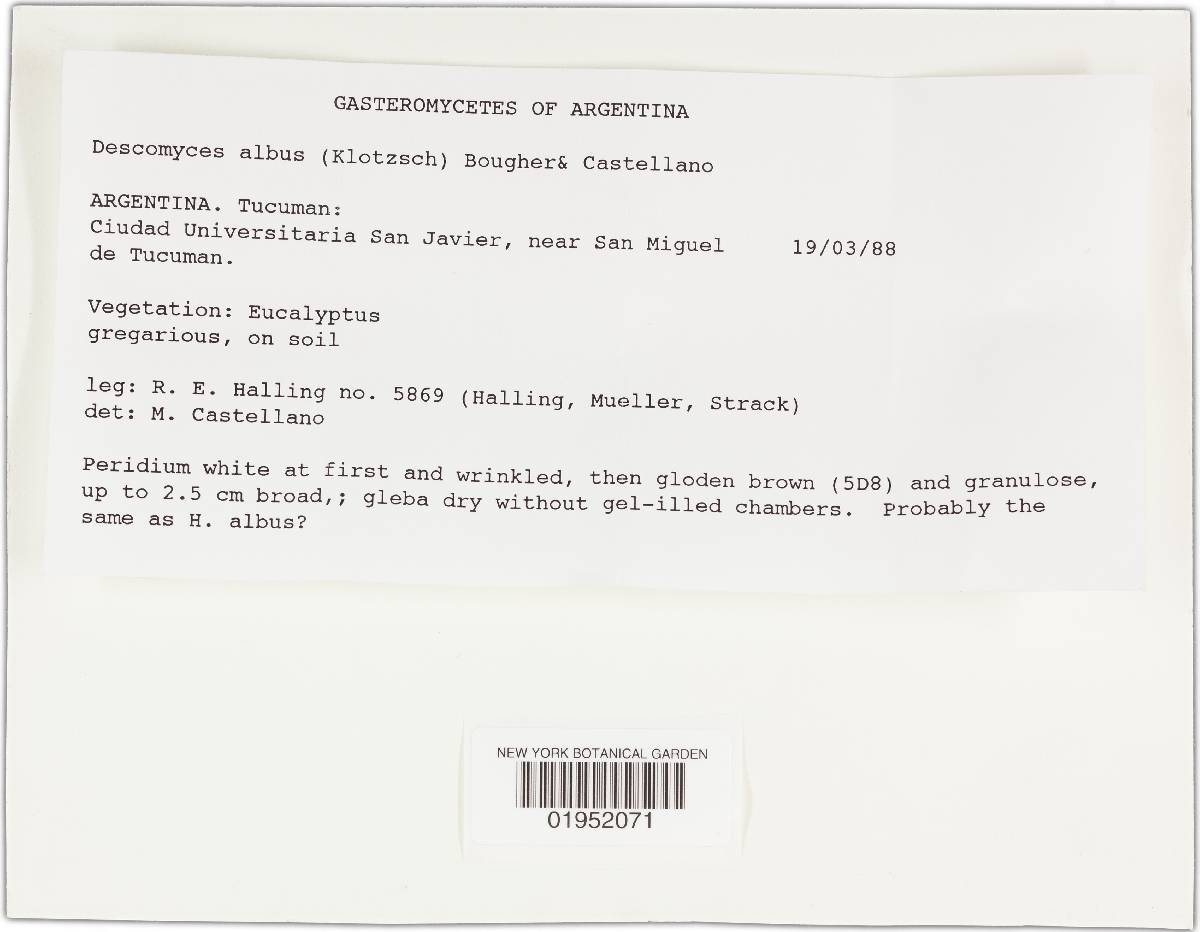 GASTEROMYCETES OF ARGENTINA
Descomyces albus (Klotzsch) Bougher& Castellano
ARGENTINA. Tucuman:
Ciudad Universitaria San Javier, near San Miguel 19/03/88
de Tucuman.
Vegetation: Eucalyptus
gregarious, on soil
leg: R. E. Halling no. 5869 (Halling, Mueller, Strack)
det: M. Castellano
Peridium white at first and wrinkled, then gloden brown (5D8) and granulose,
up to 2.5 cm broad,; gleba dry without gel-illed chambers. Probably the
same as H. albus?
NEW YORK BOTANICAL GARDEN
01952071